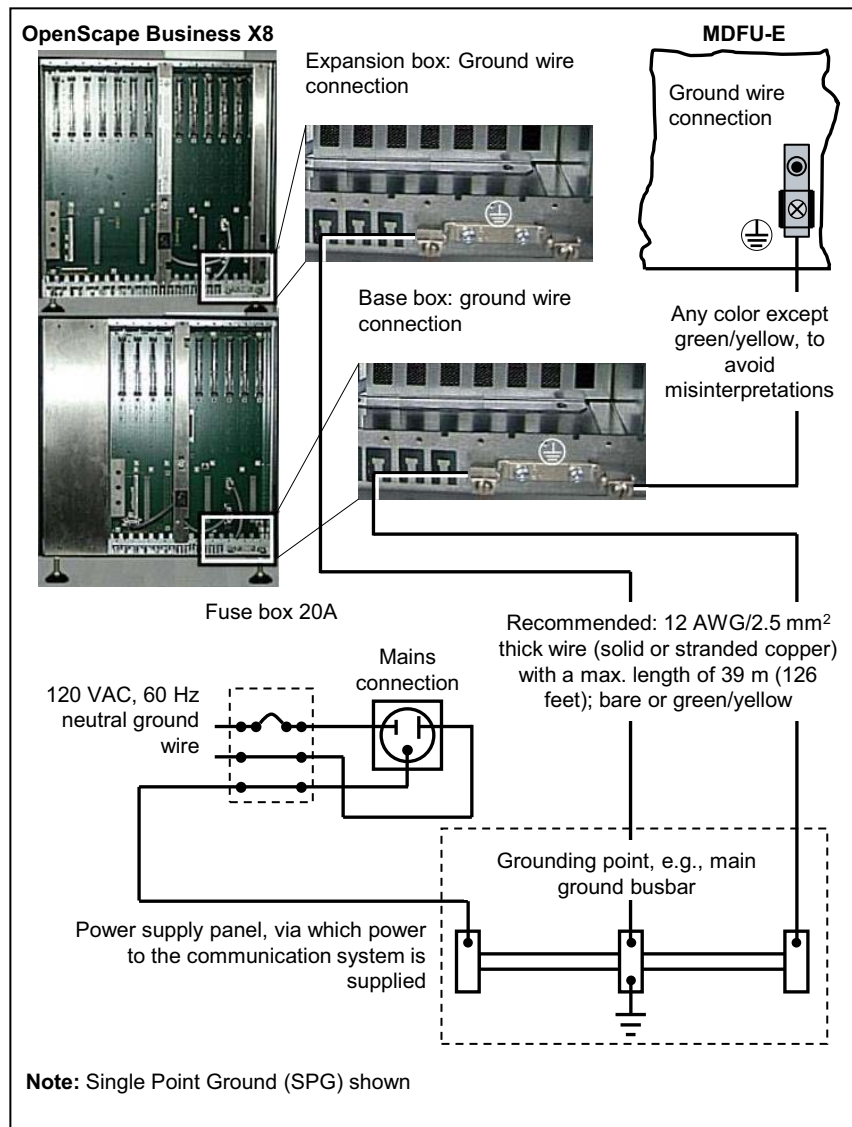 OpenScape Business X8
MDFU-E
Expansion box: Ground wire
connection
Ground wire
connection
Base box: ground wire
connection
Any color except
green/yellow, to
avoid
misinterpretations
Fuse box 20A
Recommended: 12 AWG/2.5 mm²
thick wire (solid or stranded copper)
with a max. length of 39 m (126
feet); bare or green/yellow
Mains
connection
120 VAC, 60 Hz
neutral ground
wire
Grounding point, e.g., main
ground busbar
Power supply panel, via which power
to the communication system is
supplied
Note: Single Point Ground (SPG) shown